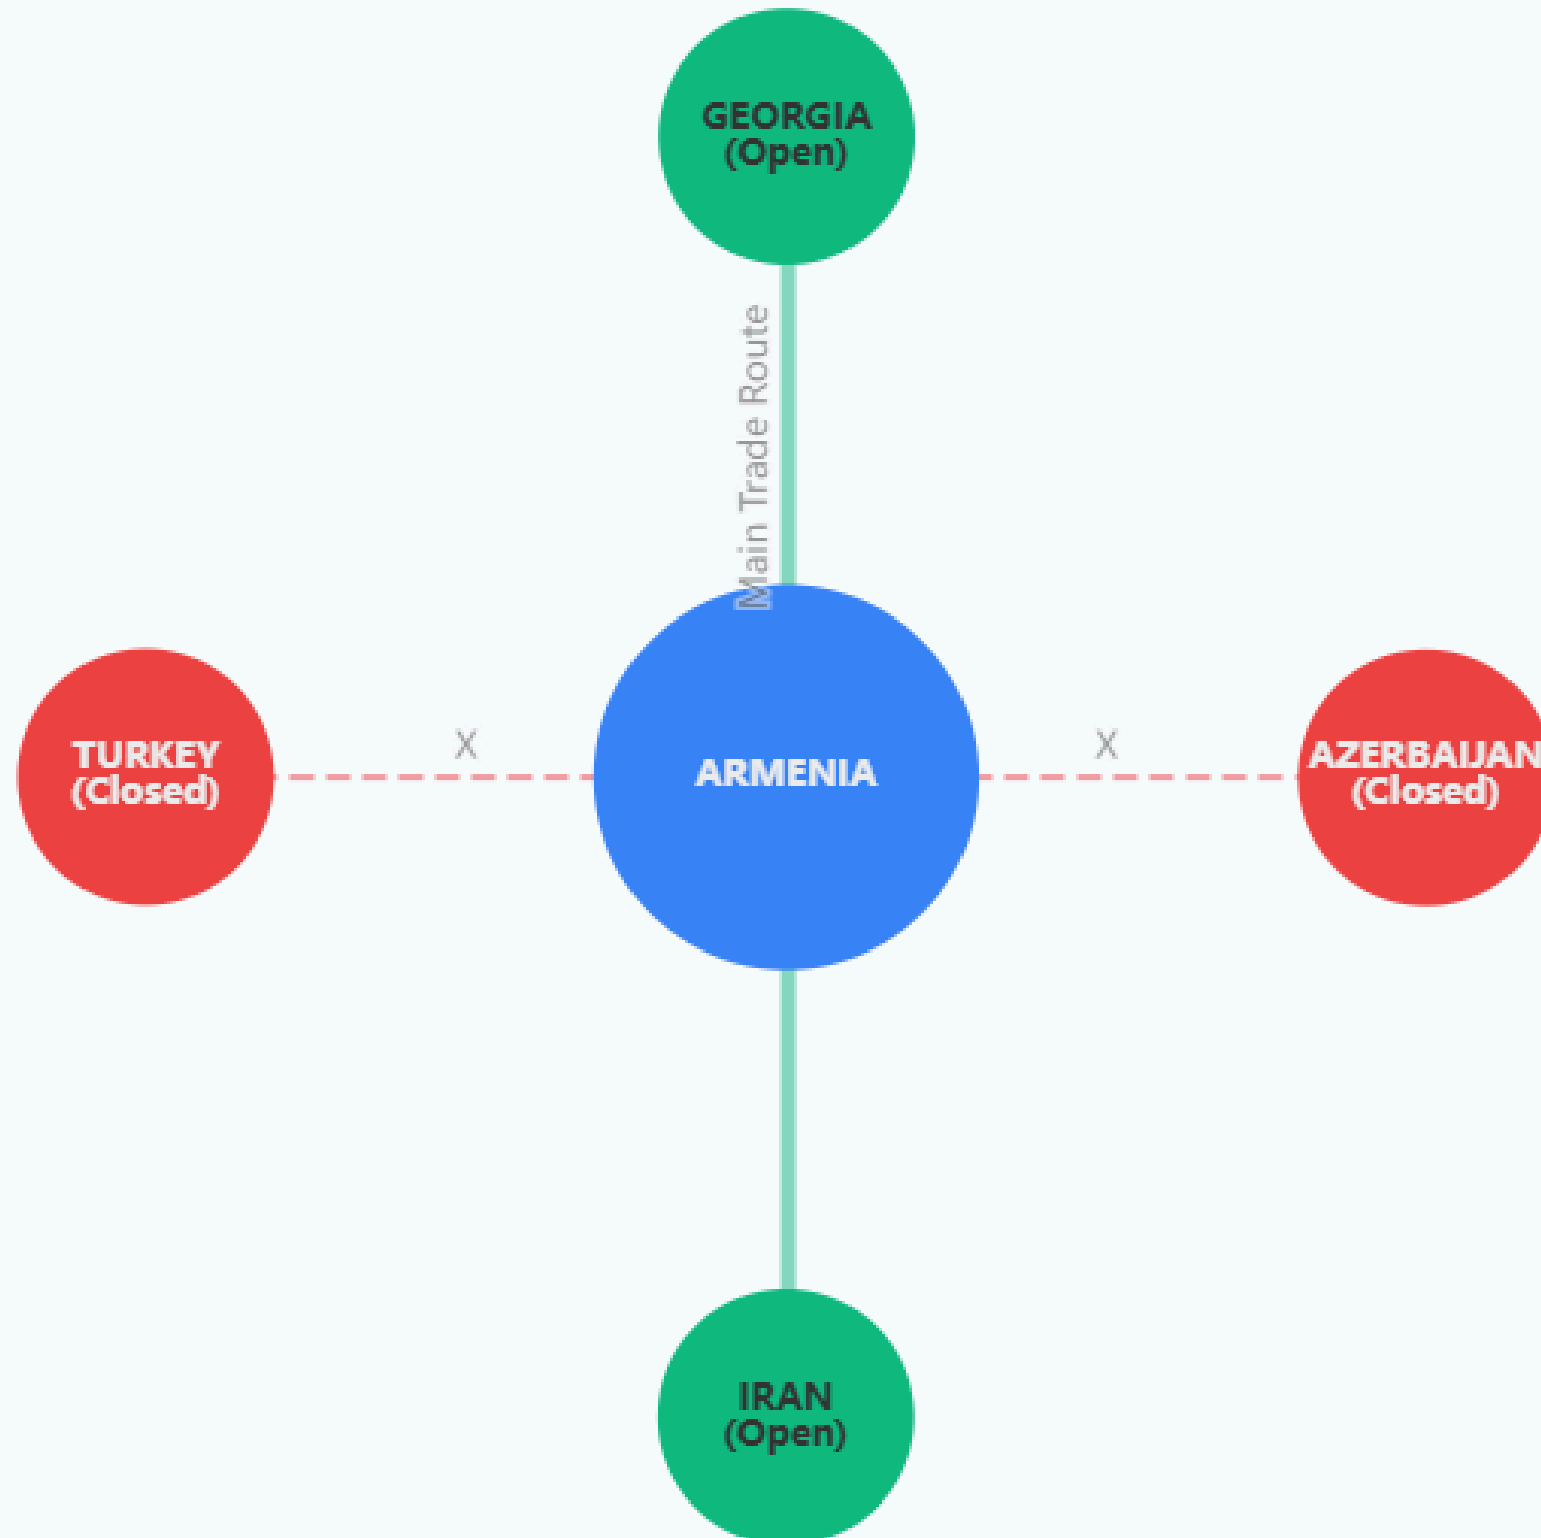 GEORGIA
(Open)
Main Trade Route
TURKEY
(Closed)
X
ARMENIA
X
AZERBAIJAN
(Closed)
IRAN
(Open)